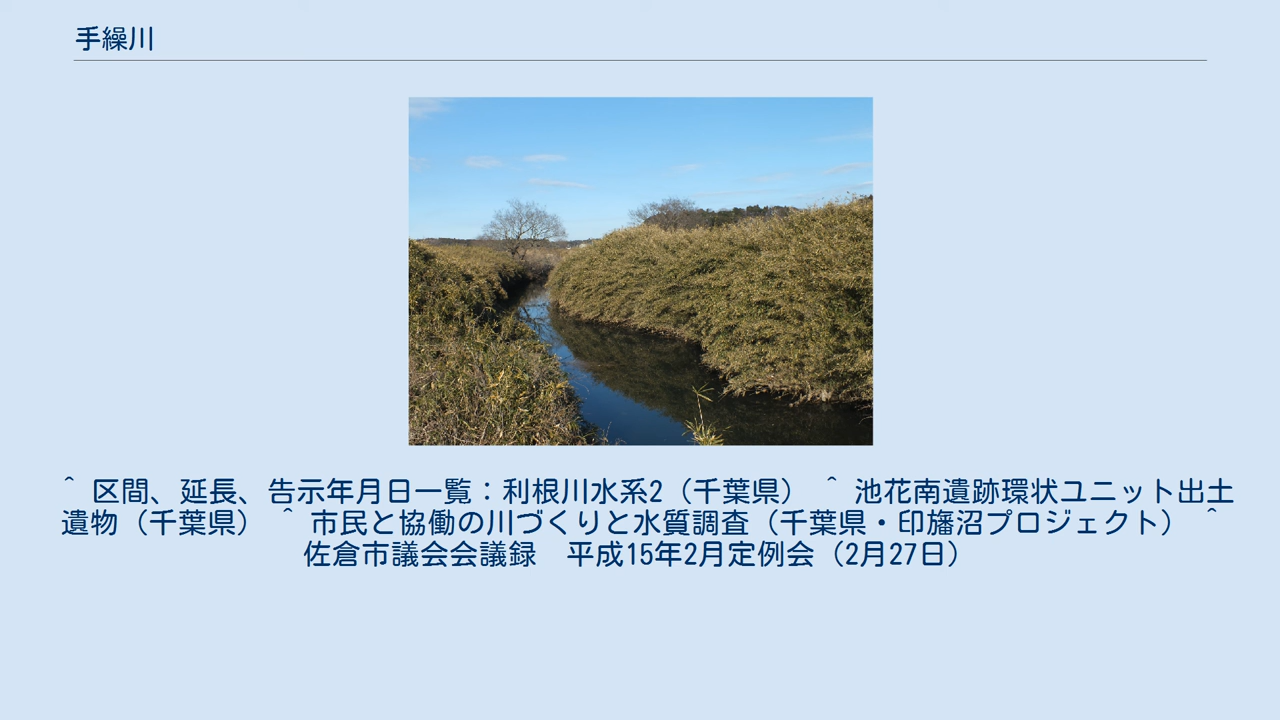 手繰川
^ 区間、延長、告示年月日一覧：利根川水系2（千葉県） ^ 池花南遺跡環状ユニット出土
遺物（千葉県） ^ 市民と協働の川づくりと水質調査（千葉県・印旛沼プロジェクト） ^
佐倉市議会会議録　平成15年2月定例会（2月27日）